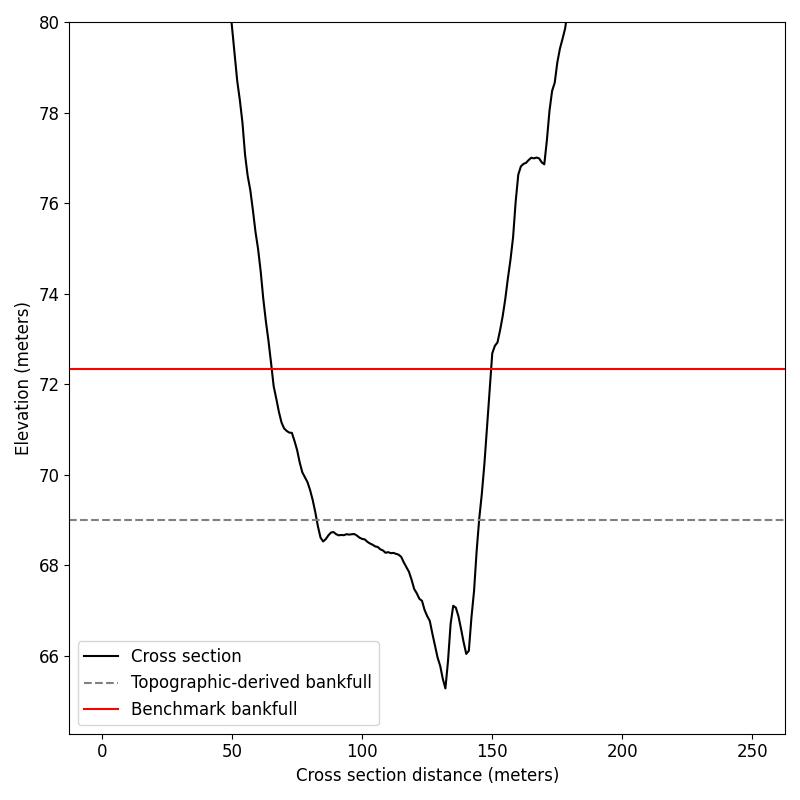 80
78
76
74
72
70
68
66
Elevation (meters)
Cross section
Topographic-derived bankfull
Benchmark bankfull
0 50 100 150 200 250
Cross section distance (meters)